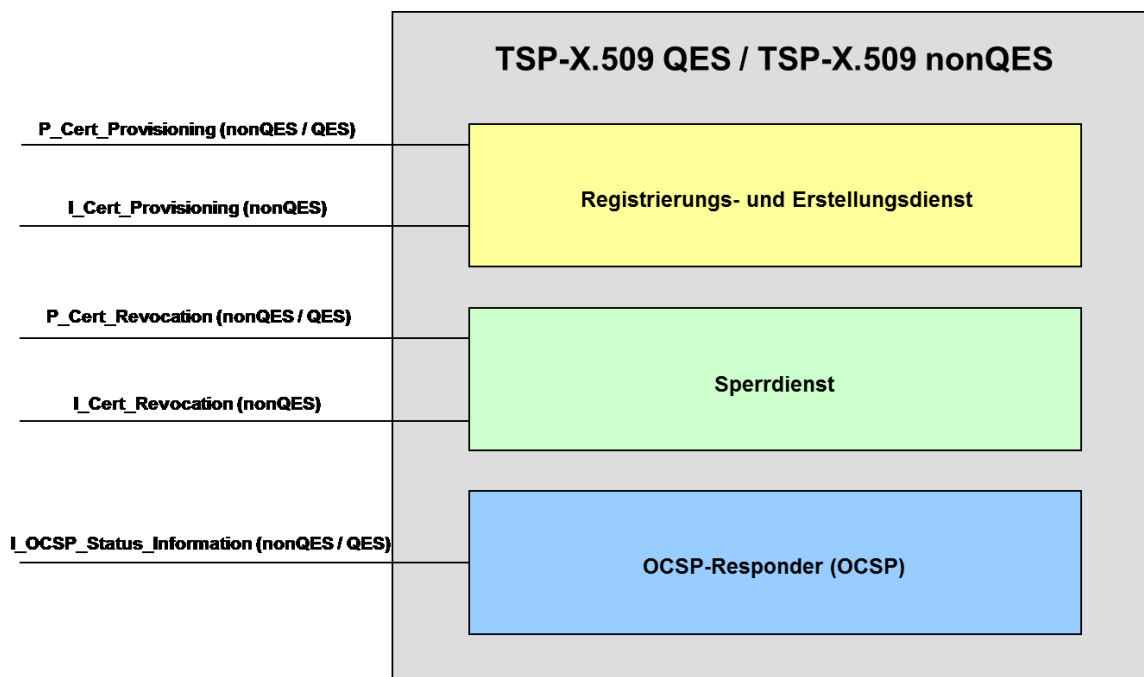 TSP-X.509 QES / TSP-X.509 nonQES
P_Cert_Provisioning (nonQES / QES)
I_Cert_Provisioning (nonQES)
Registrierungs- und Erstellungsdienst
P_Cert_Revocation (nonQES / QES)
I_Cert_Revocation (nonQES)
Sperrdienst
I_OCSP_Status_Information (nonQES / QES)
OCSP-Responder (OCSP)